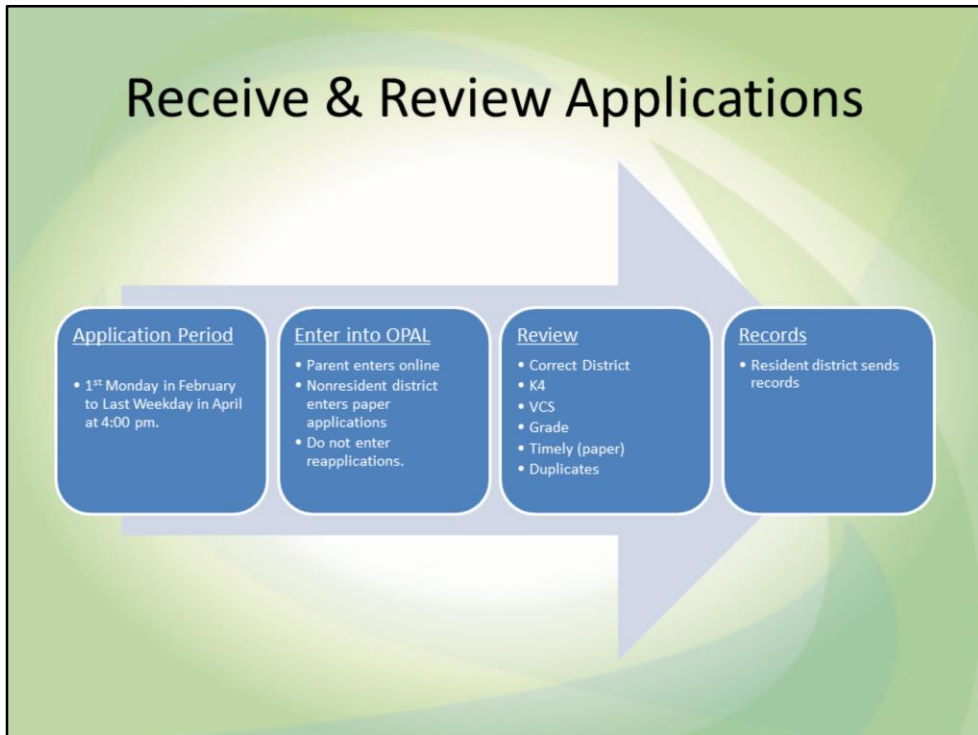 Receive & Review Applications
Application Period
• 1st Monday in February
to Last Weekday in April
at 4:00 pm.
Enter into OPAL
• Parent enters online
• Nonresident district
enters paper
applications
• Do not enter
reapplications.
Review
• Correct District
• K4
• VCS
• Grade
• Timely (paper)
• Duplicates
Records
• Resident district sends
records